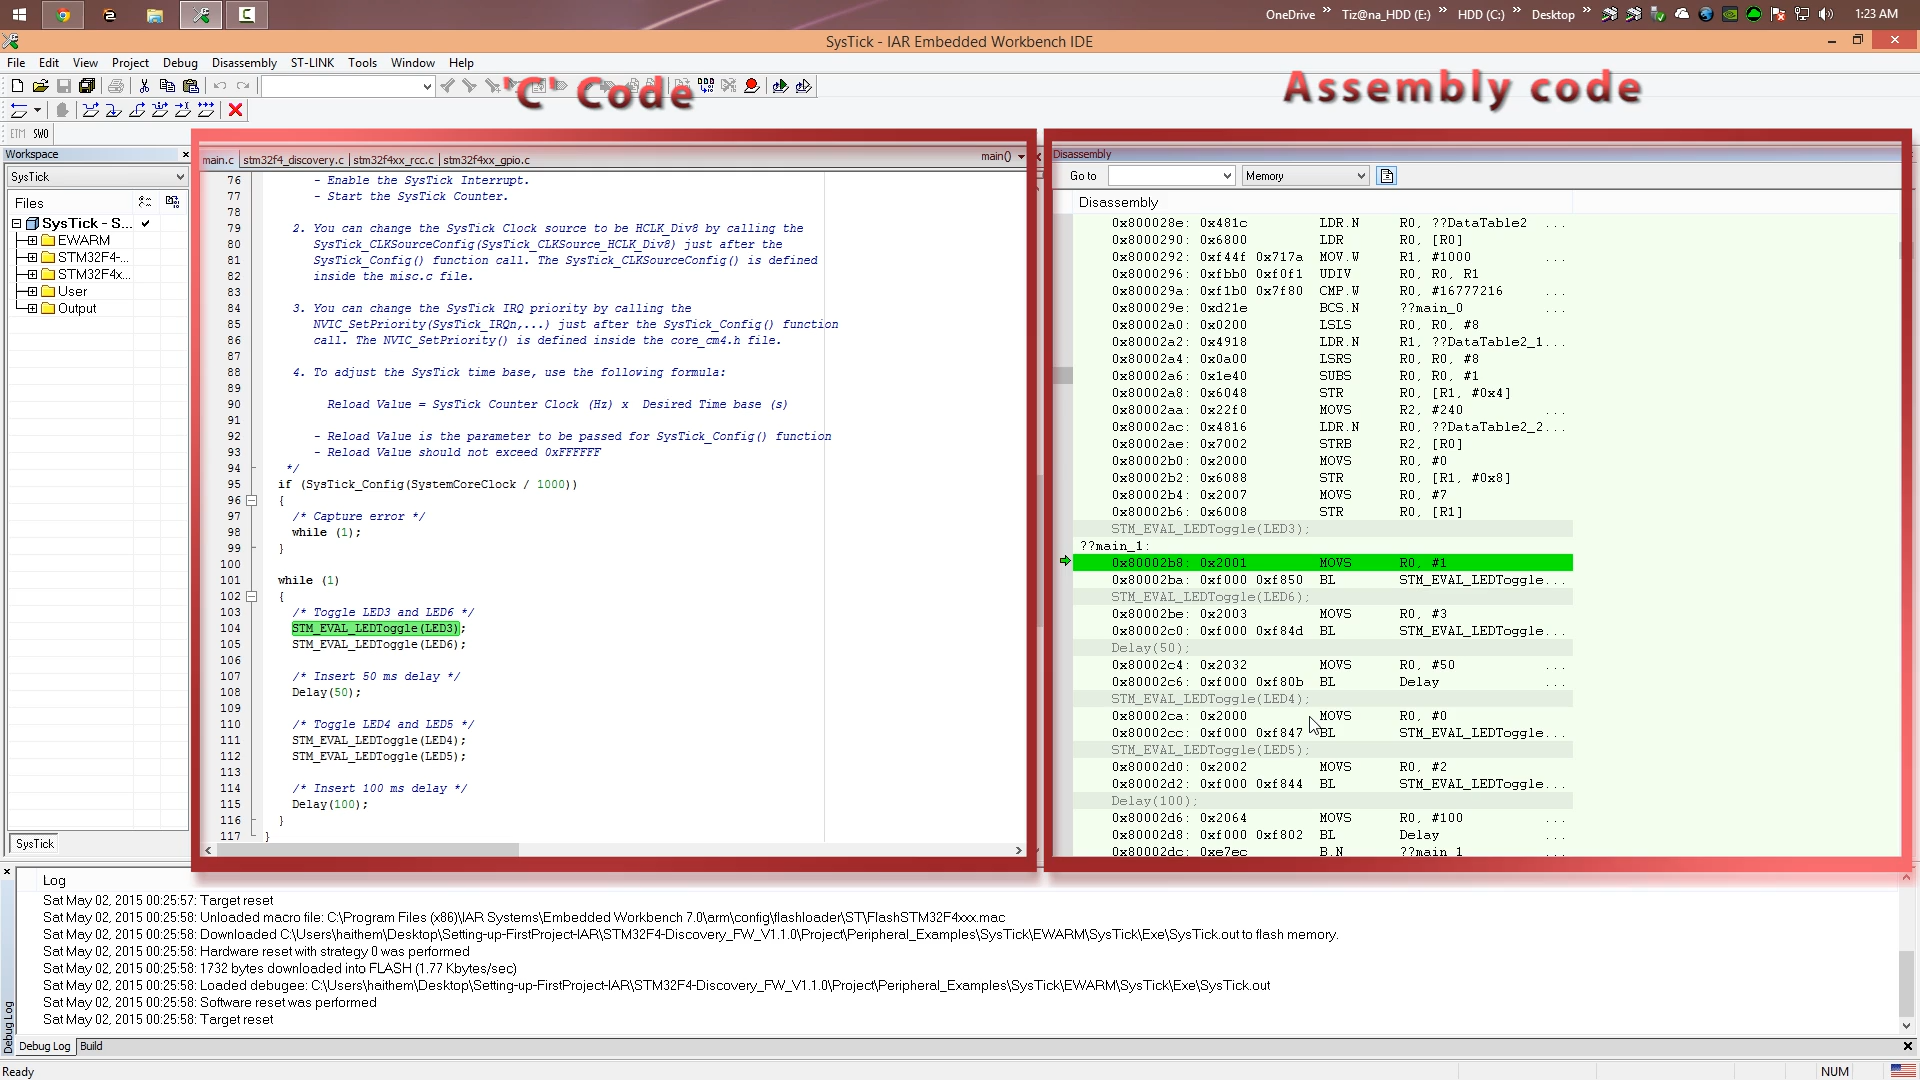 OneDrive
Tiz@na_HDD (E:)
HDD (C:)
Desktop
1:23 AM
SysTick - IAR Embedded Workbench IDE
File Edit View Project Debug Disassembly ST-LINK Tools Window Help
'C' Code
Assembly code
ETM SWO
Workspace
SysTick
Files
SysTick - S...
EWARM
STM32F4-...
STM32F4x...
User
Output
SysTick
main.c | stm32f4_discovery.c | stm32f4xx_rcc.c | stm32f4xx_gpio.c
main()
76 - Enable the SysTick Interrupt.
77 - Start the SysTick Counter.
78
79 2. You can change the SysTick Clock source to be HCLK_Div8 by calling the
80 SysTick_CLKSourceConfig(SysTick_CLKSource_HCLK_Div8) just after the
81 SysTick_Config() function call. The SysTick_CLKSourceConfig() is defined
82 inside the misc.c file.
83
84 3. You can change the SysTick IRQ priority by calling the
85 NVIC_SetPriority(SysTick_IRQn,...) just after the SysTick_Config() function
86 call. The NVIC_SetPriority() is defined inside the core_cm4.h file.
87
88 4. To adjust the SysTick time base, use the following formula:
89
90 Reload Value = SysTick Counter Clock (Hz) x Desired Time base (s)
91
92 - Reload Value is the parameter to be passed for SysTick_Config() function
93 - Reload Value should not exceed 0xFFFFFF
94 */
95 if (SysTick_Config(SystemCoreClock / 1000))
96 {
97 /* Capture error */
98 while (1);
99 }
100
101 while (1)
102 {
103 /* Toggle LED3 and LED6 */
104 STM_EVAL_LEDToggle(LED3);
105 STM_EVAL_LEDToggle(LED6);
106
107 /* Insert 50 ms delay */
108 Delay(50);
109
110 /* Toggle LED4 and LED5 */
111 STM_EVAL_LEDToggle(LED4);
112 STM_EVAL_LEDToggle(LED5);
113
114 /* Insert 100 ms delay */
115 Delay(100);
116 }
117 }
Disassembly
Go to
Memory
Disassembly
0x800028e: 0x481c LDR.N R0, ??DataTable2 ...
0x8000290: 0x6800 LDR R0, [R0]
0x8000292: 0xf44f 0x717a MOV.W R1, #1000 ...
0x8000296: 0xfbb0 0xf0f1 UDIV R0, R0, R1
0x800029a: 0xf1b0 0x7f80 CMP.W R0, #16777216 ...
0x800029e: 0xd21e BCS.N ??main_0 ...
0x80002a0: 0x0200 LSLS R0, R0, #8
0x80002a2: 0x4918 LDR.N R1, ??DataTable2_1...
0x80002a4: 0x0a00 LSRS R0, R0, #8
0x80002a6: 0x1e40 SUBS R0, R0, #1
0x80002a8: 0x6048 STR R0, [R1, #0x4]
0x80002aa: 0x22f0 MOVS R2, #240 ...
0x80002ac: 0x4816 LDR.N R0, ??DataTable2_2...
0x80002ae: 0x7002 STRB R2, [R0]
0x80002b0: 0x2000 MOVS R0, #0
0x80002b2: 0x6088 STR R0, [R1, #0x8]
0x80002b4: 0x2007 MOVS R0, #7
0x80002b6: 0x6008 STR R0, [R1]
STM_EVAL_LEDToggle(LED3);
??main_1:
0x80002b8: 0x2001 MOVS R0, #1
0x80002ba: 0xf000 0xf850 BL STM_EVAL_LEDToggle...
STM_EVAL_LEDToggle(LED6);
0x80002be: 0x2003 MOVS R0, #3
0x80002c0: 0xf000 0xf84d BL STM_EVAL_LEDToggle...
Delay(50);
0x80002c4: 0x2032 MOVS R0, #50 ...
0x80002c6: 0xf000 0xf80b BL Delay ...
STM_EVAL_LEDToggle(LED4);
0x80002ca: 0x2000 MOVS R0, #0
0x80002cc: 0xf000 0xf847 BL STM_EVAL_LEDToggle...
STM_EVAL_LEDToggle(LED5);
0x80002d0: 0x2002 MOVS R0, #2
0x80002d2: 0xf000 0xf844 BL STM_EVAL_LEDToggle...
Delay(100);
0x80002d6: 0x2064 MOVS R0, #100 ...
0x80002d8: 0xf000 0xf802 BL Delay ...
0x80002dc: 0xe7ec B.N ??main_1 ...
Log
Sat May 02, 2015 00:25:57: Target reset
Sat May 02, 2015 00:25:58: Unloaded macro file: C:\Program Files (x86)\IAR Systems\Embedded Workbench 7.0\arm\config\flashloader\ST\FlashSTM32F4xxx.mac
Sat May 02, 2015 00:25:58: Downloaded C:\Users\haithem\Desktop\Setting-up-FirstProject-IAR\STM32F4-Discovery_FW_V1.1.0\Project\Peripheral_Examples\SysTick\EWARM\SysTick\Exe\SysTick.out to flash memory.
Sat May 02, 2015 00:25:58: Hardware reset with strategy 0 was performed
Sat May 02, 2015 00:25:58: 1732 bytes downloaded into FLASH (1.77 Kbytes/sec)
Sat May 02, 2015 00:25:58: Loaded debugee: C:\Users\haithem\Desktop\Setting-up-FirstProject-IAR\STM32F4-Discovery_FW_V1.1.0\Project\Peripheral_Examples\SysTick\EWARM\SysTick\Exe\SysTick.out
Sat May 02, 2015 00:25:58: Software reset was performed
Sat May 02, 2015 00:25:58: Target reset
Debug Log
Debug Log Build
Ready
NUM